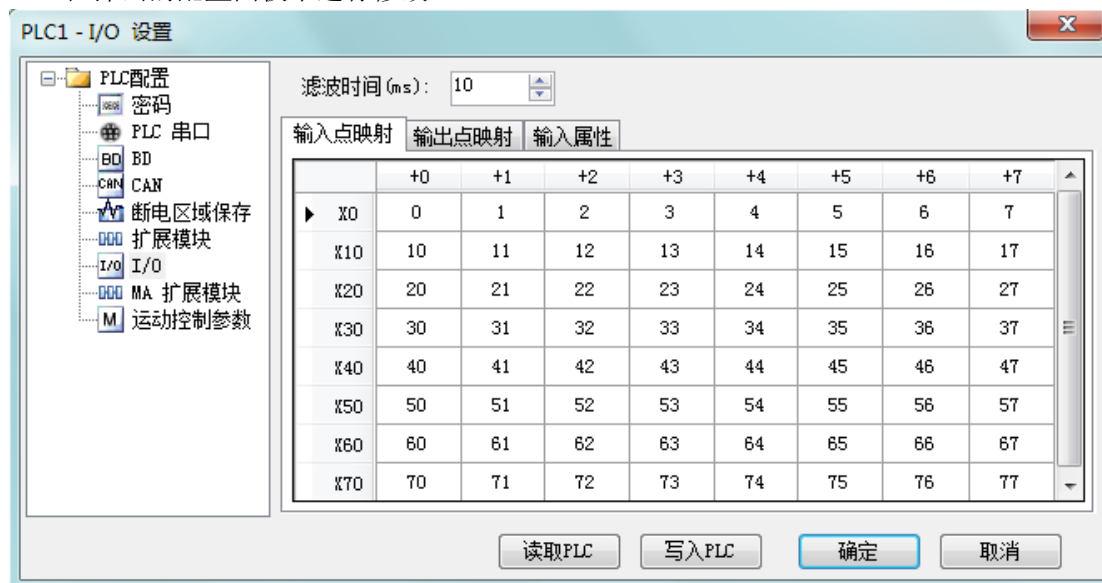 PLC1 - I/O 设置
PLC配置
密码
PLC 串口
BD BD
CAN CAN
断电区域保存
扩展模块
I/O I/O
MA 扩展模块
M 运动控制参数
滤波时间(ms): 10
输入点映射 输出点映射 输入属性
+0 +1 +2 +3 +4 +5 +6 +7
X0 0 1 2 3 4 5 6 7
X10 10 11 12 13 14 15 16 17
X20 20 21 22 23 24 25 26 27
X30 30 31 32 33 34 35 36 37
X40 40 41 42 43 44 45 46 47
X50 50 51 52 53 54 55 56 57
X60 60 61 62 63 64 65 66 67
X70 70 71 72 73 74 75 76 77
读取PLC 写入PLC 确定 取消